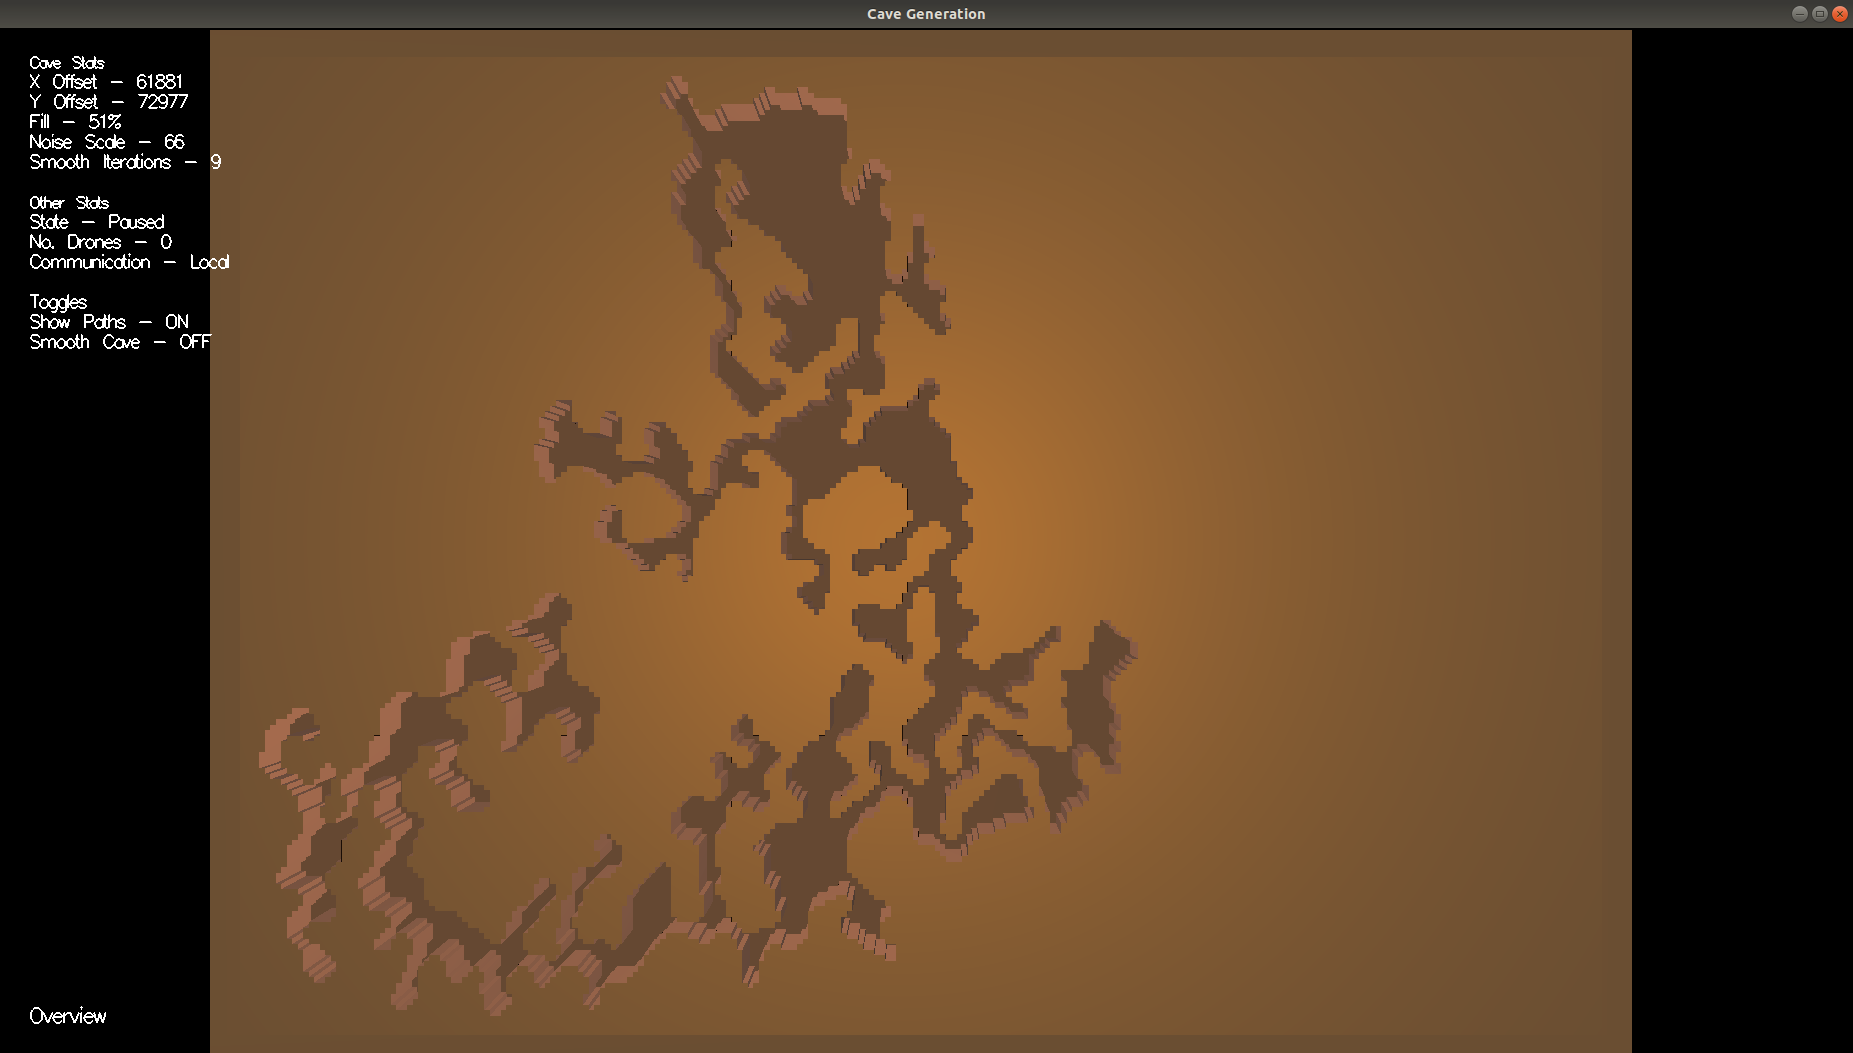 Cave Generation
Cave Stats
X Offset - 61881
Y Offset - 72977
Fill - 51%
Noise Scale - 66
Smooth Iterations - 9
Other Stats
State - Paused
No. Drones - 0
Communication - Local
Toggles
Show Paths - ON
Smooth Cave - OFF
Overview